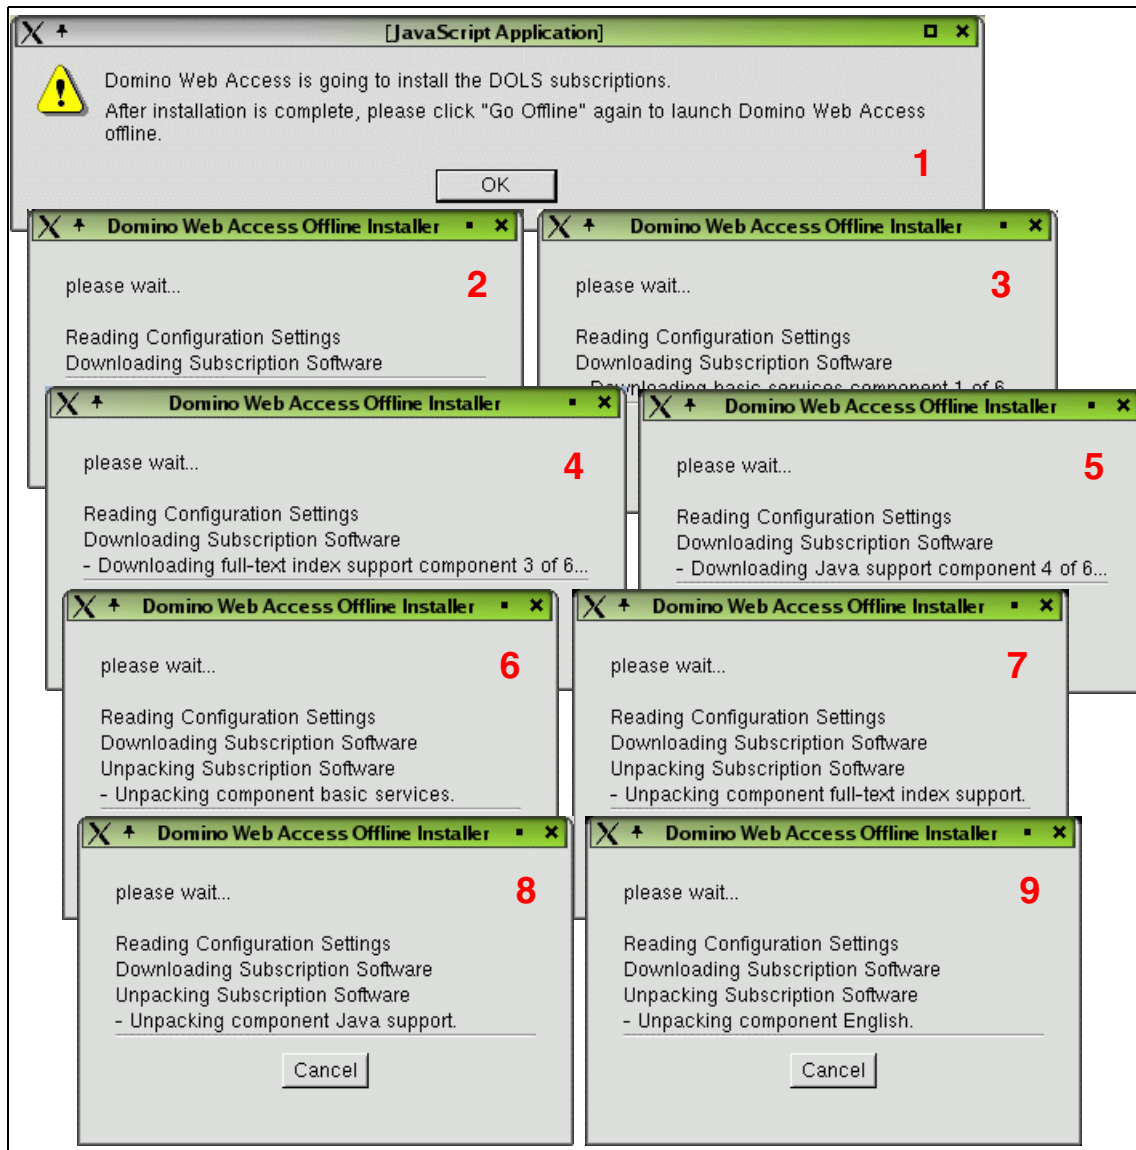 [JavaScript Application]
Domino Web Access is going to install the DOLS subscriptions.
After installation is complete, please click "Go Offline" again to launch Domino Web Access
offline.
1
OK
Domino Web Access Offline Installer
please wait...
2
Reading Configuration Settings
Downloading Subscription Software
Domino Web Access Offline Installer
please wait...
3
Reading Configuration Settings
Downloading Subscription Software
- Downloading basic services component 1 of 6
Domino Web Access Offline Installer
please wait...
4
Reading Configuration Settings
Downloading Subscription Software
- Downloading full-text index support component 3 of 6...
Domino Web Access Offline Installer
please wait...
5
Reading Configuration Settings
Downloading Subscription Software
- Downloading Java support component 4 of 6...
Domino Web Access Offline Installer
please wait...
6
Reading Configuration Settings
Downloading Subscription Software
Unpacking Subscription Software
- Unpacking component basic services.
Domino Web Access Offline Installer
please wait...
7
Reading Configuration Settings
Downloading Subscription Software
Unpacking Subscription Software
- Unpacking component full-text index support.
Domino Web Access Offline Installer
please wait...
8
Reading Configuration Settings
Downloading Subscription Software
Unpacking Subscription Software
- Unpacking component Java support.
Cancel
Domino Web Access Offline Installer
please wait...
9
Reading Configuration Settings
Downloading Subscription Software
Unpacking Subscription Software
- Unpacking component English.
Cancel